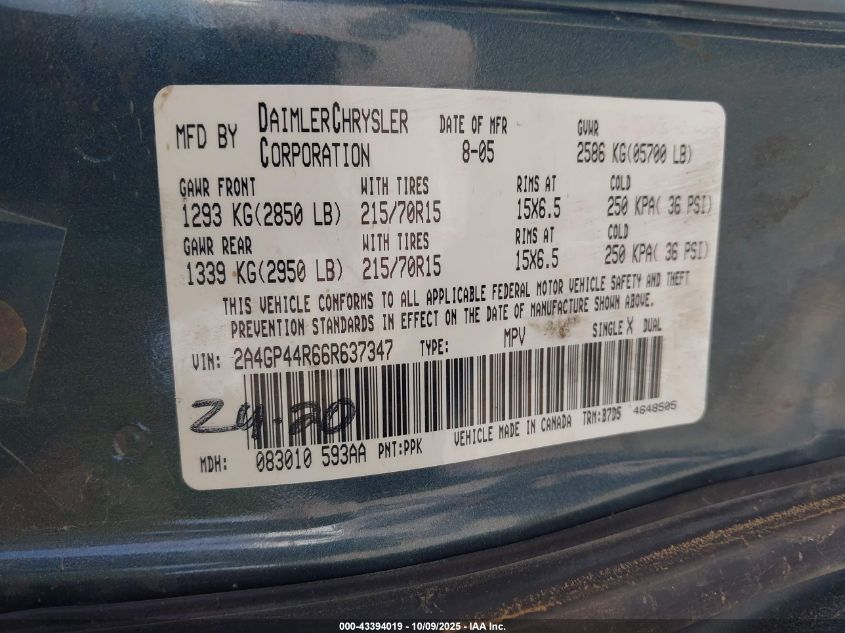 MFD BY DAIMLERCHRYSLER CORPORATION DATE OF MFR 8-05 GVWR 2586 KG(05700 LB)
GAWR FRONT WITH TIRES RIMS AT COLD
1293 KG(2850 LB) 215/70R15 15X6.5 250 KPA( 36 PSI)
GAWR REAR WITH TIRES RIMS AT COLD
1339 KG(2950 LB) 215/70R15 15X6.5 250 KPA( 36 PSI)
THIS VEHICLE CONFORMS TO ALL APPLICABLE FEDERAL MOTOR VEHICLE SAFETY AND THEFT
PREVENTION STANDARDS IN EFFECT ON THE DATE OF MANUFACTURE SHOWN ABOVE.
VIN: 2A4GP44R66R637347 TYPE: MPV SINGLE X DUAL
24.20
MDH: 083010 593AA PNT:PPK VEHICLE MADE IN CANADA TRM:B7D5 4648505
000-43394019 - 10/09/2025 - IAA Inc.